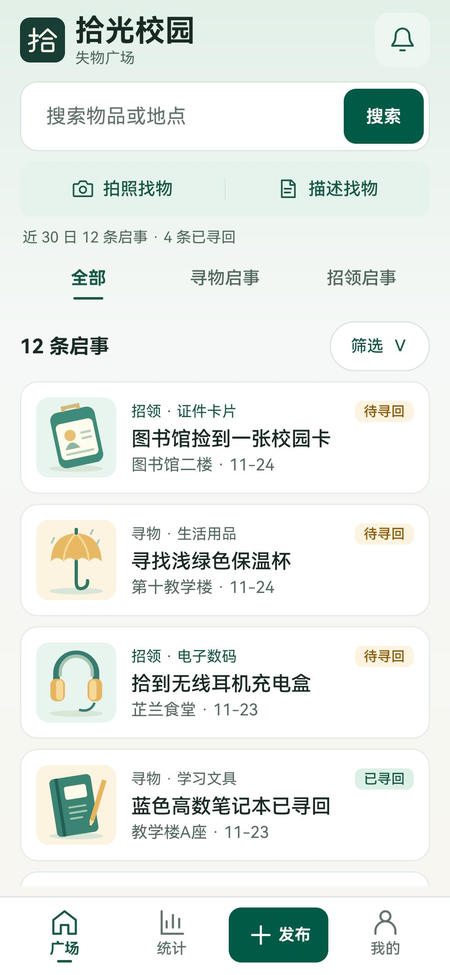 拾
拾光校园
失物广场
搜索物品或地点
搜索
拍照找物
描述找物
近 30 日 12 条启事 · 4 条已寻回
全部
寻物启事
招领启事
12 条启事
筛选 V
招领 · 证件卡片
待寻回
图书馆捡到一张校园卡
图书馆二楼 · 11-24
寻物 · 生活用品
待寻回
寻找浅绿色保温杯
第十教学楼 · 11-24
招领 · 电子数码
待寻回
拾到无线耳机充电盒
芷兰食堂 · 11-23
寻物 · 学习文具
已寻回
蓝色高数笔记本已寻回
教学楼A座 · 11-23
广场
统计
发布
我的